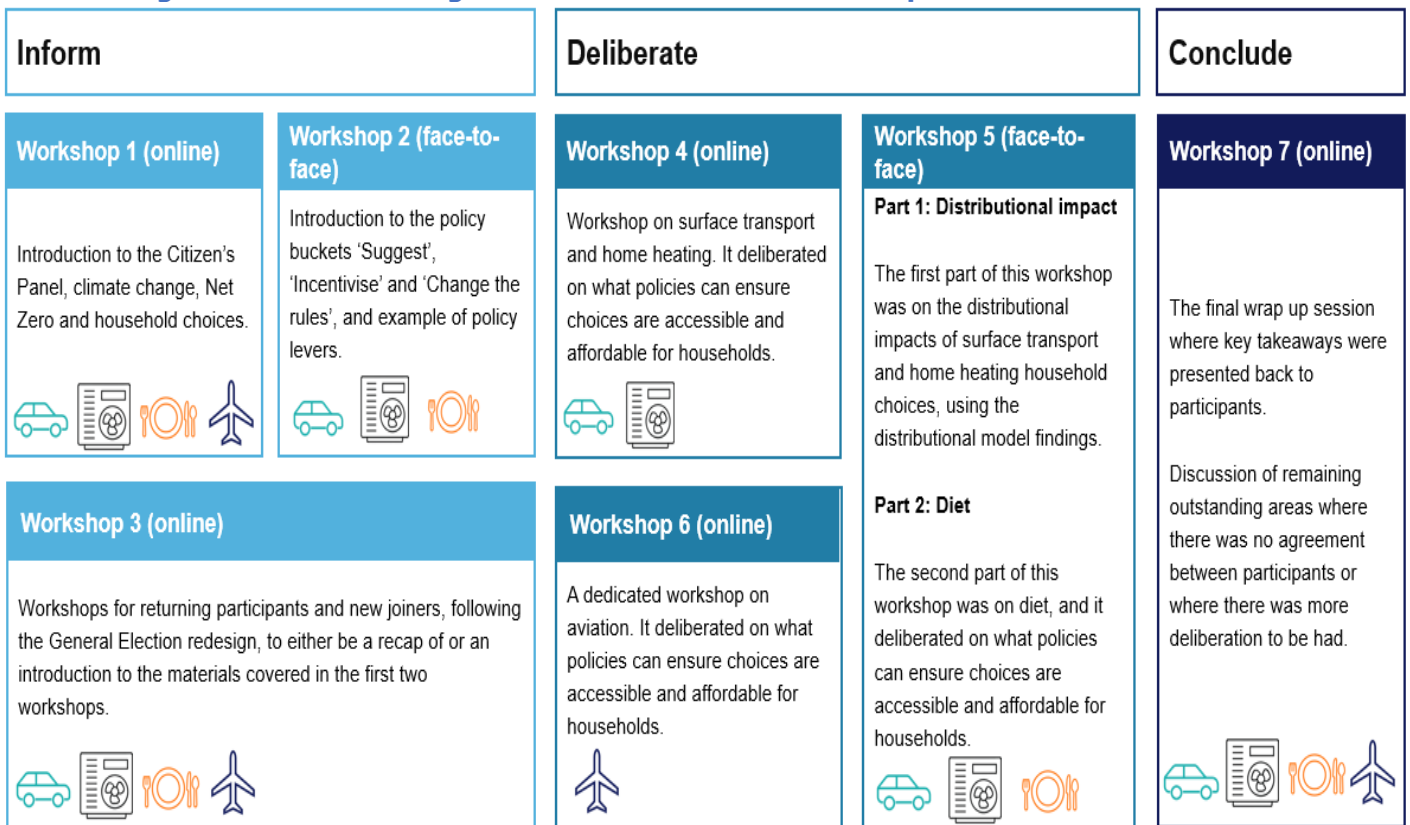 Inform
Workshop 1 (online)
Introduction to the Citizen's
Panel, climate change, Net
Zero and household choices.
Workshop 2 (face-to-
face)
Introduction to the policy
buckets 'Suggest',
'Incentivise' and 'Change the
rules', and example of policy
levers.
Workshop 3 (online)
Workshops for returning participants and new joiners, following
the General Election redesign, to either be a recap of or an
introduction to the materials covered in the first two
workshops.
Deliberate
Workshop 4 (online)
Workshop on surface transport
and home heating. It deliberated
on what policies can ensure
choices are accessible and
affordable for households.
Workshop 5 (face-to-
face)
Part 1: Distributional impact
The first part of this workshop
was on the distributional
impacts of surface transport
and home heating household
choices, using the
distributional model findings.
Part 2: Diet
The second part of this
workshop was on diet, and it
deliberated on what policies
can ensure choices are
accessible and affordable for
households.
Workshop 6 (online)
A dedicated workshop on
aviation. It deliberated on what
policies can ensure choices are
accessible and affordable for
households.
Conclude
Workshop 7 (online)
The final wrap up session
where key takeaways were
presented back to
participants.
Discussion of remaining
outstanding areas where
there was no agreement
between participants or
where there was more
deliberation to be had.